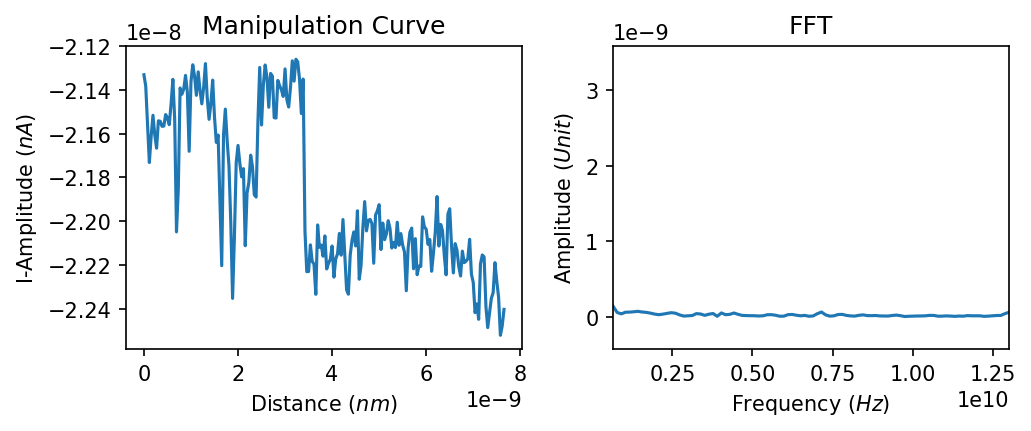 Manipulation Curve
1e−8
−2.12
−2.14
−2.16
−2.18
−2.20
−2.22
−2.24
I-Amplitude (nA)
0 2 4 6 8
1e−9
Distance (nm)
FFT
1e−9
3
2
1
0
Amplitude (Unit)
0.25 0.50 0.75 1.00 1.25
1e10
Frequency (Hz)